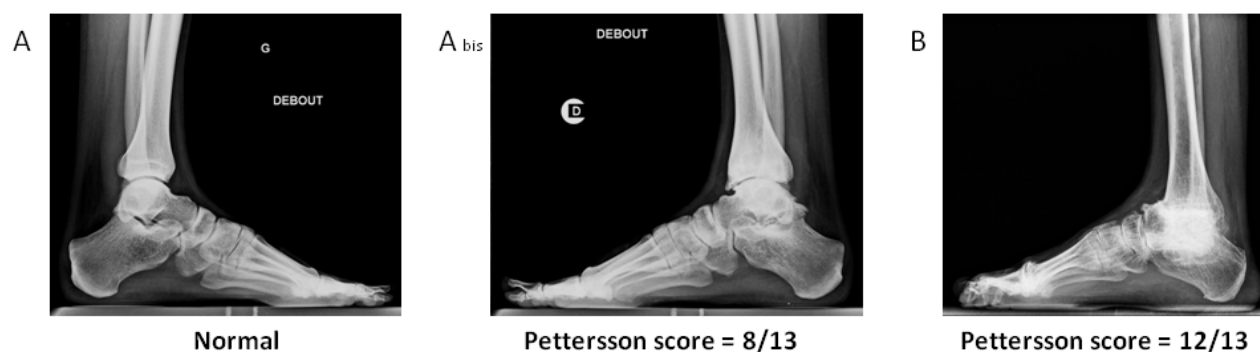 A
G
DEBOUT
Normal
A bis
DEBOUT
D
Pettersson score = 8/13
B
Pettersson score = 12/13